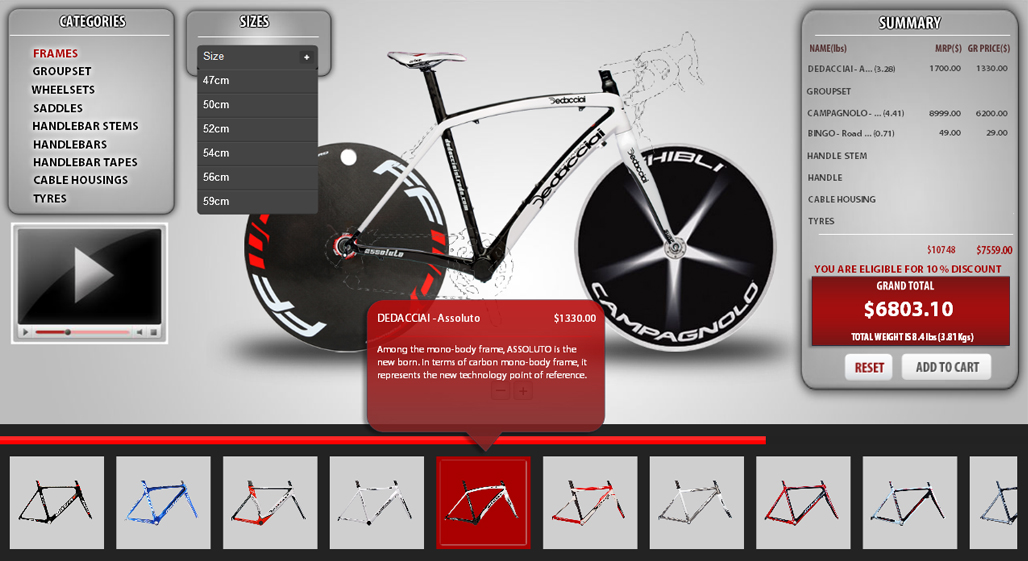 CATEGORIES
FRAMES
GROUPSET
WHEELSETS
SADDLES
HANDLEBAR STEMS
HANDLEBARS
HANDLEBAR TAPES
CABLE HOUSINGS
TYRES
SIZES
Size +
47cm
50cm
52cm
54cm
56cm
59cm
Dedacciai
Dedacciai
Dedacciai
dedacciaistrada.com
assoluto
FFF
FF
GHIBLI
CAMPAGNOLO
SUMMARY
NAME(lbs) MRP($) GR PRICE($)
DEDACCIAI - A... (3.28) 1700.00 1330.00
GROUPSET
CAMPAGNOLO - ... (4.41) 8999.00 6200.00
BINGO - Road ... (0.71) 49.00 29.00
HANDLE STEM
HANDLE
CABLE HOUSING
TYRES
$10748 $7559.00
YOU ARE ELIGIBLE FOR 10 % DISCOUNT
GRAND TOTAL
$6803.10
TOTAL WEIGHT IS 8.4 lbs (3.81 Kgs)
RESET ADD TO CART
DEDACCIAI - Assoluto $1330.00
Among the mono-body frame, ASSOLUTO is the
new born. In terms of carbon mono-body frame, it
represents the new technology point of reference.